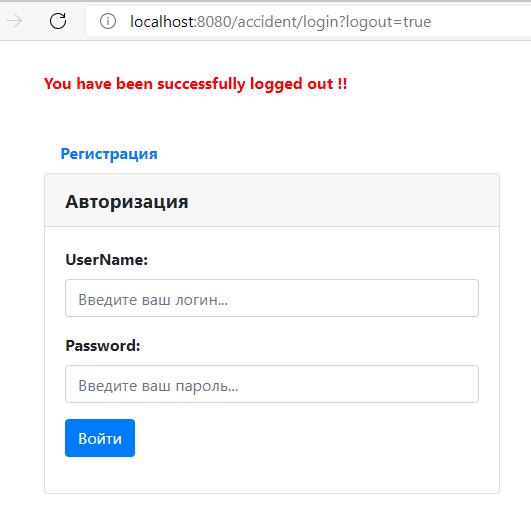 localhost:8080/accident/login?logout=true
You have been successfully logged out !!
Регистрация
Авторизация
UserName:
Введите ваш логин...
Password:
Введите ваш пароль...
Войти